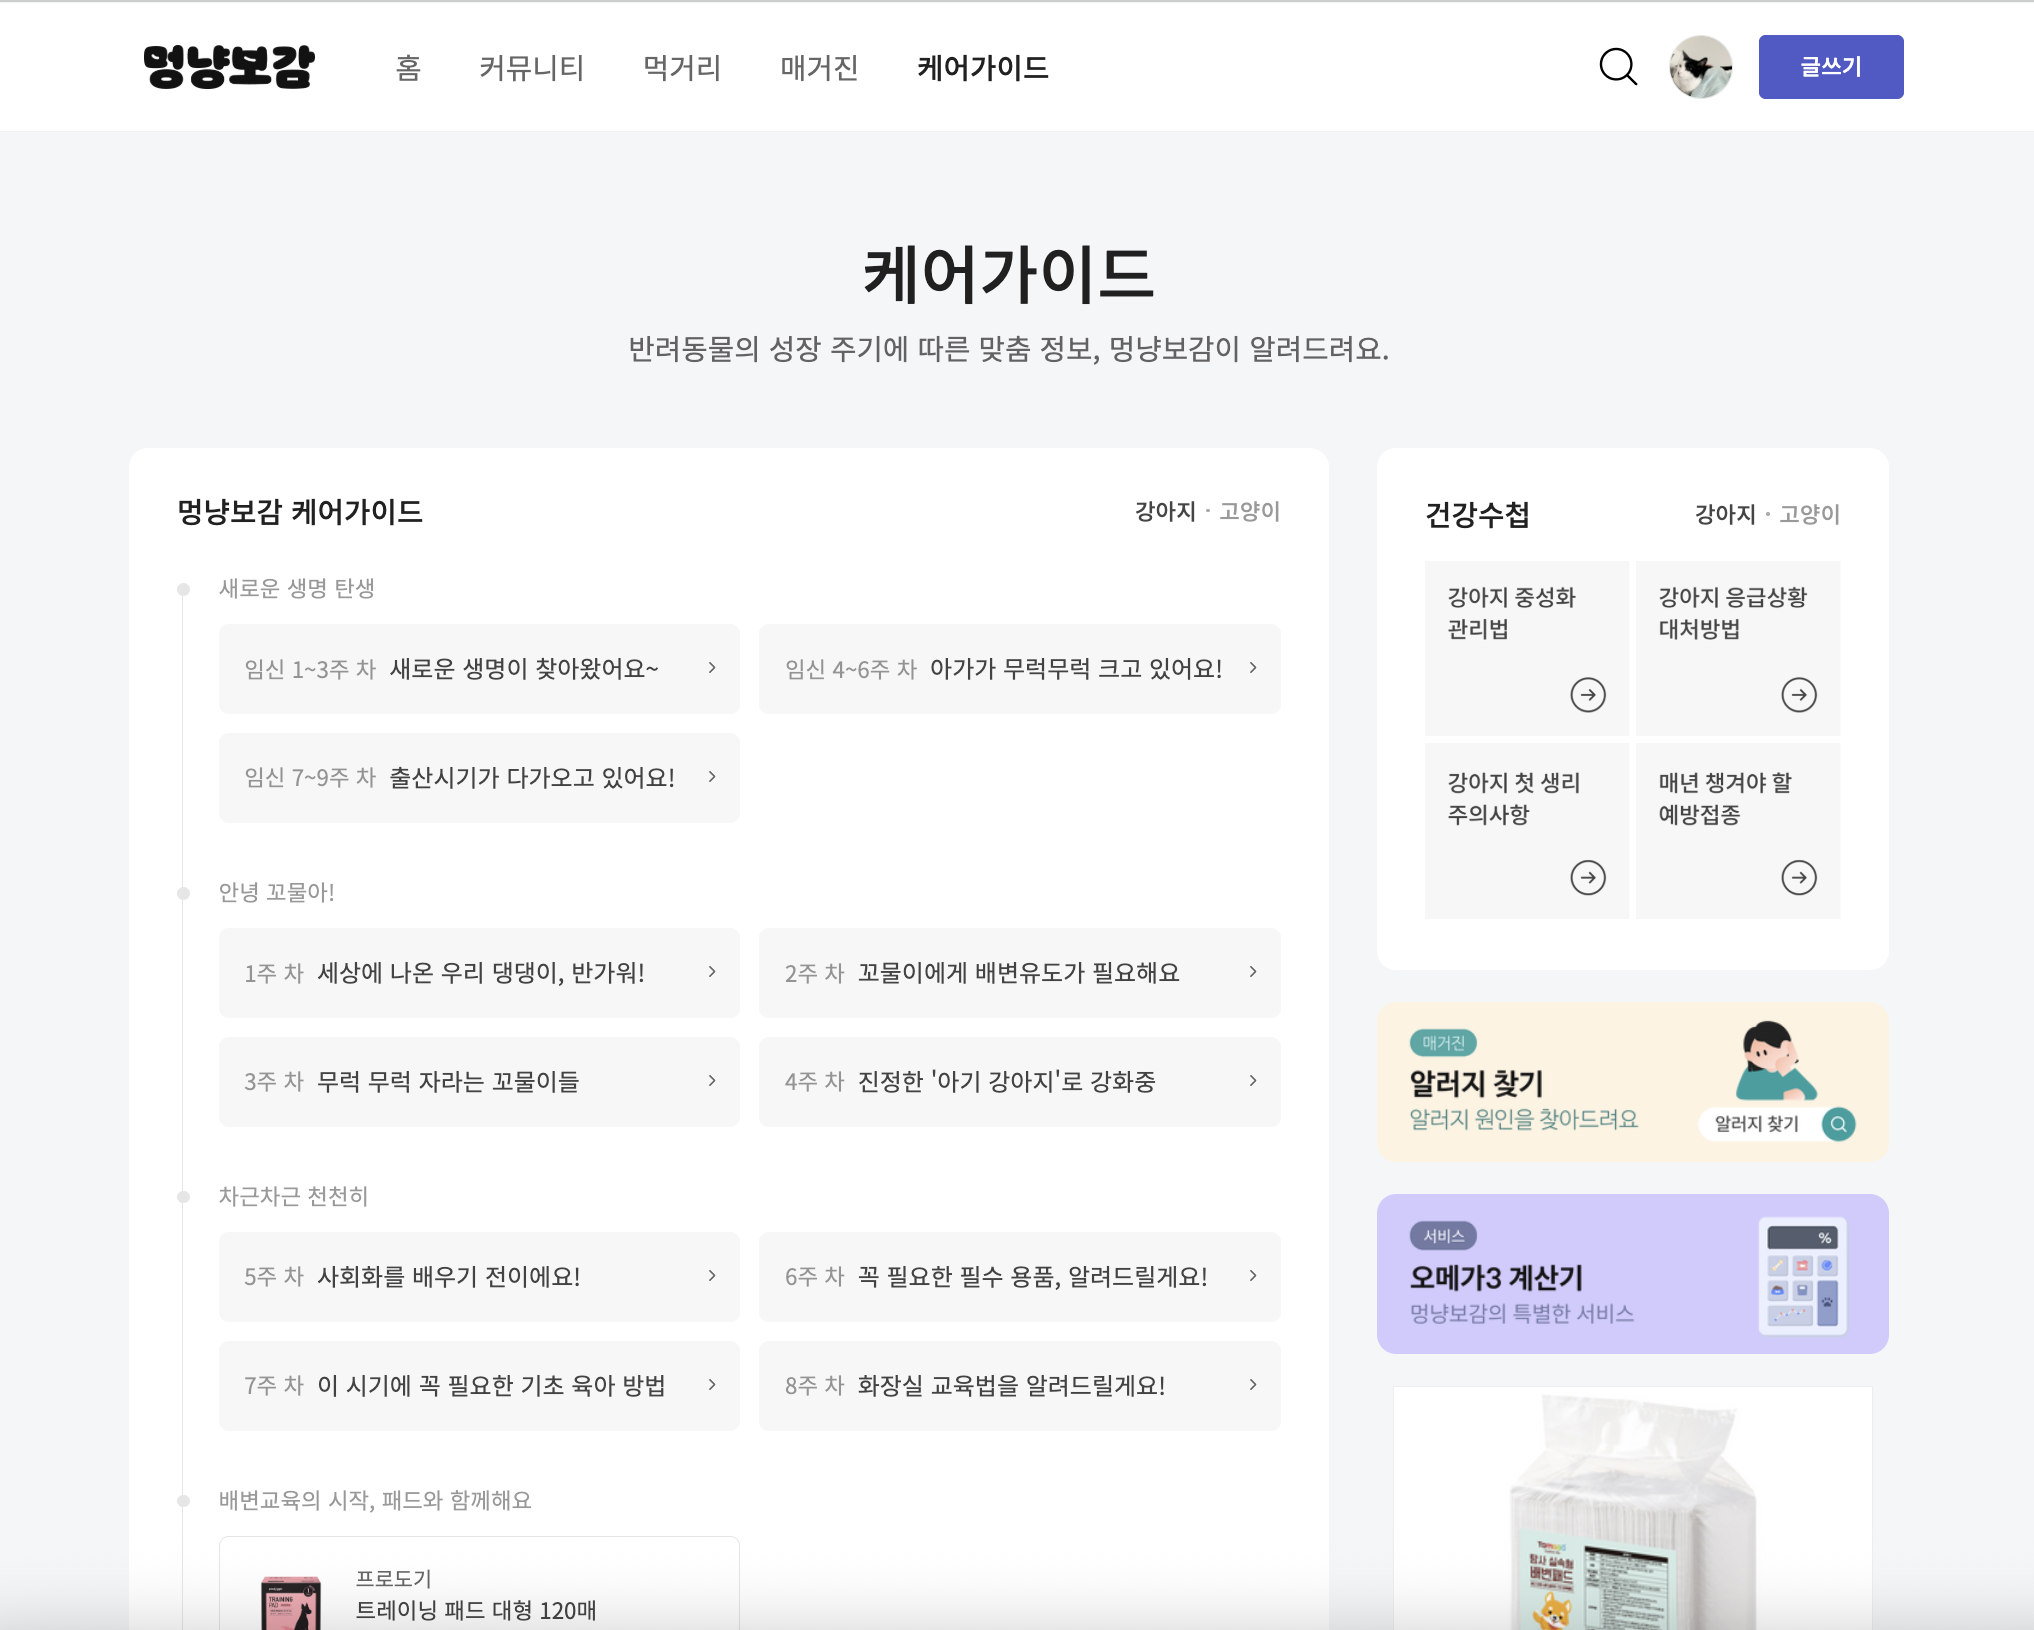 멍냥보감
홈
커뮤니티
먹거리
매거진
케어가이드
글쓰기
케어가이드
반려동물의 성장 주기에 따른 맞춤 정보, 멍냥보감이 알려드려요.
멍냥보감 케어가이드
강아지 · 고양이
새로운 생명 탄생
임신 1~3주 차 새로운 생명이 찾아왔어요~
임신 4~6주 차 아가가 무럭무럭 크고 있어요!
임신 7~9주 차 출산시기가 다가오고 있어요!
안녕 꼬물아!
1주 차 세상에 나온 우리 댕댕이, 반가워!
2주 차 꼬물이에게 배변유도가 필요해요
3주 차 무럭 무럭 자라는 꼬물이들
4주 차 진정한 '아기 강아지'로 강화중
차근차근 천천히
5주 차 사회화를 배우기 전이에요!
6주 차 꼭 필요한 필수 용품, 알려드릴게요!
7주 차 이 시기에 꼭 필요한 기초 육아 방법
8주 차 화장실 교육법을 알려드릴게요!
배변교육의 시작, 패드와 함께해요
TRAINING
PAD
프로도기
트레이닝 패드 대형 120매
건강수첩
강아지 · 고양이
강아지 중성화
관리법
강아지 응급상황
대처방법
강아지 첫 생리
주의사항
매년 챙겨야 할
예방접종
매거진
알러지 찾기
알러지 원인을 찾아드려요
알러지 찾기
서비스
오메가3 계산기
멍냥보감의 특별한 서비스
%
탐사 실속형
배변패드